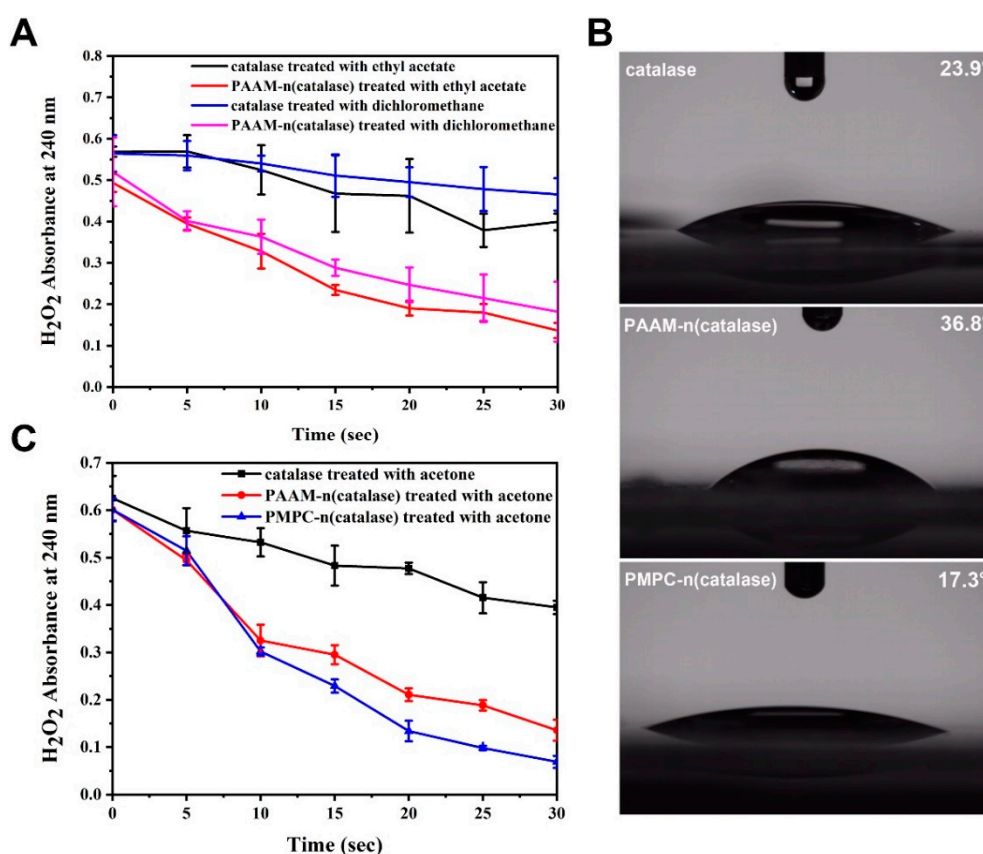 A
H₂O₂ Absorbance at 240 nm
0.8
0.7
0.6
0.5
0.4
0.3
0.2
0.1
0.0
catalase treated with ethyl acetate
PAAM-n(catalase) treated with ethyl acetate
catalase treated with dichloromethane
PAAM-n(catalase) treated with dichloromethane
0 5 10 15 20 25 30
Time (sec)
B
catalase 23.9°
PAAM-n(catalase) 36.8°
PMPC-n(catalase) 17.3°
C
H₂O₂ Absorbance at 240 nm
0.7
0.6
0.5
0.4
0.3
0.2
0.1
0.0
catalase treated with acetone
PAAM-n(catalase) treated with acetone
PMPC-n(catalase) treated with acetone
0 5 10 15 20 25 30
Time (sec)